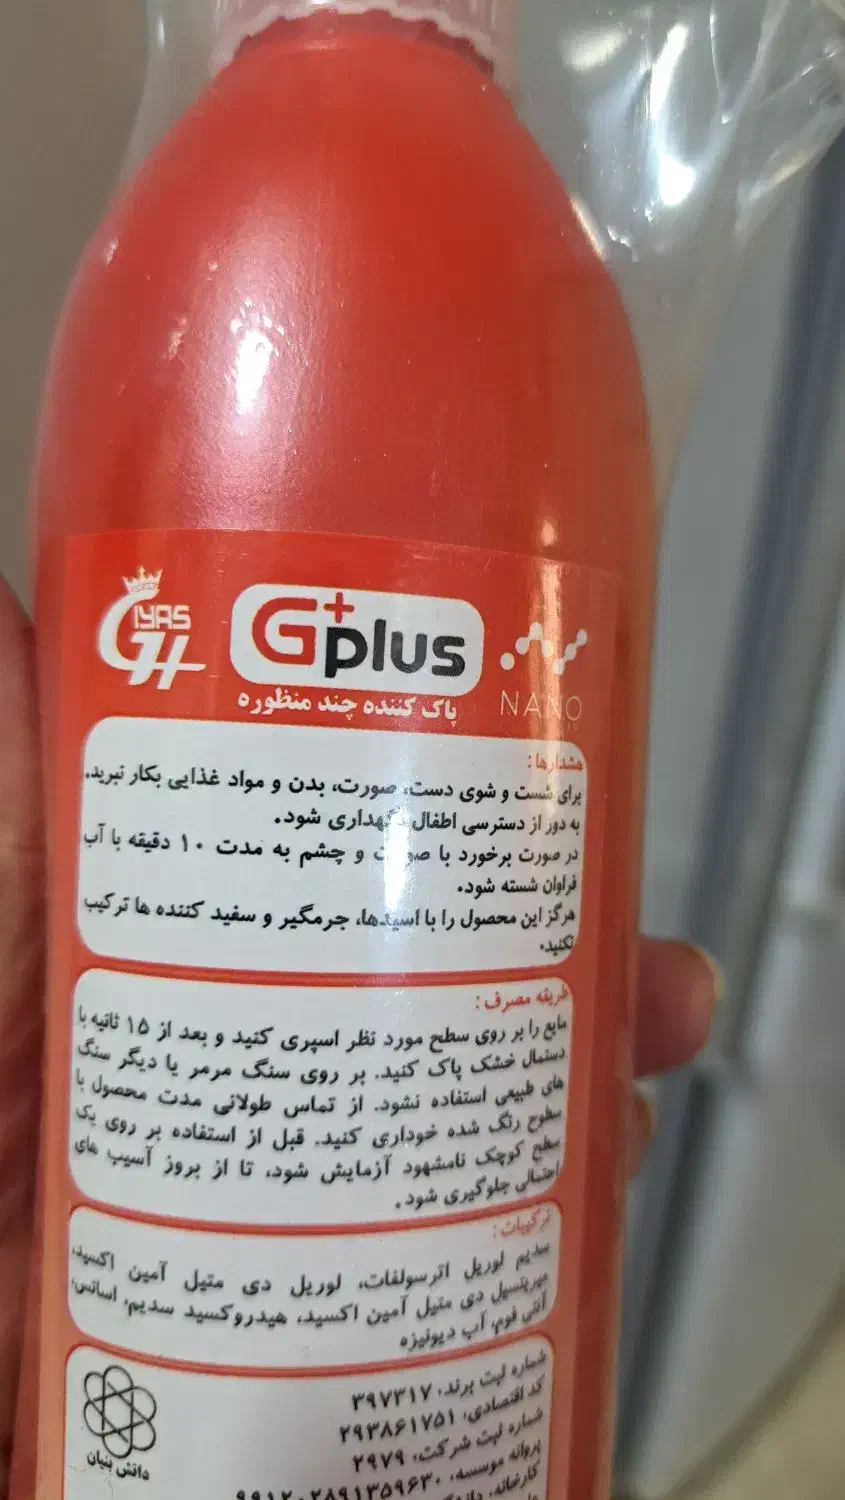 GIYAS
G+plus
NANO
پاک کننده چند منظوره
هشدارها :
برای شست و شوی دست، صورت، بدن و مواد غذایی بکار نبرید.
به دور از دسترسی اطفال نگهداری شود.
در صورت برخورد با صورت و چشم به مدت ۱۰ دقیقه با آب
فراوان شسته شود.
هرگز این محصول را با اسیدها، جرمگیر و سفید کننده ها ترکیب
نکنید.
طریقه مصرف :
مایع را بر روی سطح مورد نظر اسپری کنید و بعد از ۱۵ ثانیه با
دستمال خشک پاک کنید. بر روی سنگ مرمر یا دیگر سنگ
های طبیعی استفاده نشود. از تماس طولانی مدت محصول با
سطوح رنگ شده خوداری کنید. قبل از استفاده بر روی یک
سطح کوچک نامشهود آزمایش شود، تا از بروز آسیب های
احتمالی جلوگیری شود.
ترکیبات :
سدیم لوریل اترسولفات، لوریل دی متیل آمین اکسید،
میریتسیل دی متیل آمین اکسید، هیدروکسید سدیم، اسانس،
آنتی فوم، آب دیونیزه
شماره ثبت برند: ۳۹۷۳۱۷
کد اقتصادی: ۲۹۳۸۶۱۷۵۱
شماره ثبت شرکت: ۲۹۷۹
پروانه موسسه: ۹۹۱۲۰۲۸۹۱۳۵۹۶۳۰
کارخانه:
دانش بنیان